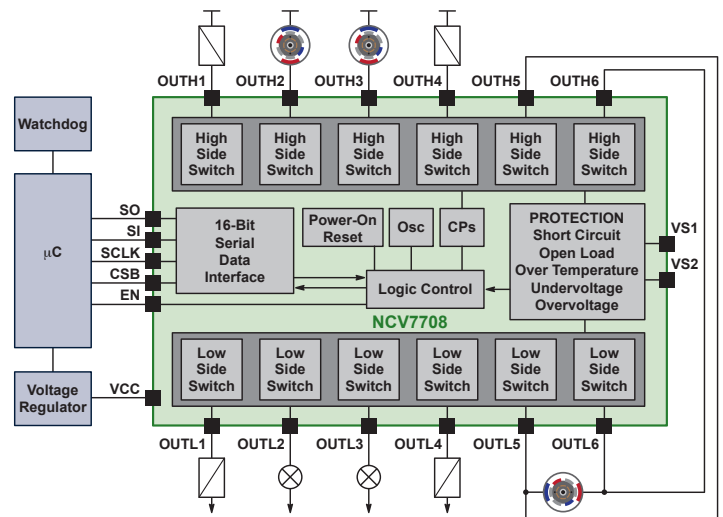 OUTH1 OUTH2 OUTH3 OUTH4 OUTH5 OUTH6
Watchdog
High
Side
Switch
High
Side
Switch
High
Side
Switch
High
Side
Switch
High
Side
Switch
High
Side
Switch
μC
SO
SI
SCLK
CSB
EN
16-Bit
Serial
Data
Interface
Power-On
Reset
Osc
CPs
Logic Control
PROTECTION
Short Circuit
Open Load
Over Temperature
Undervoltage
Overvoltage
VS1
VS2
NCV7708
Voltage
Regulator
VCC
Low
Side
Switch
Low
Side
Switch
Low
Side
Switch
Low
Side
Switch
Low
Side
Switch
Low
Side
Switch
OUTL1 OUTL2 OUTL3 OUTL4 OUTL5 OUTL6